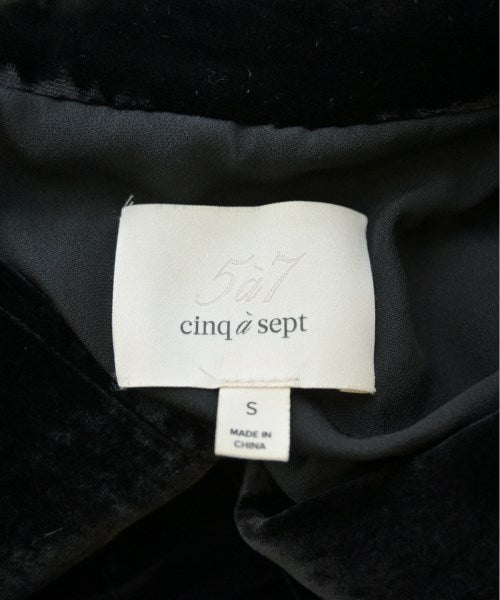 5à7
cinq à sept
S
MADE IN
CHINA